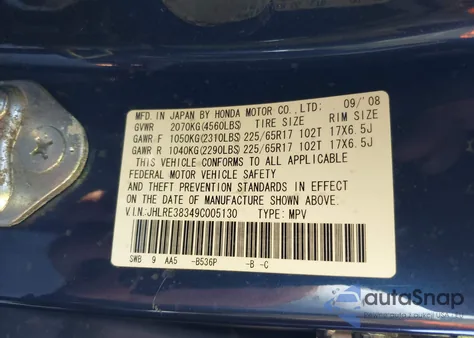 MFD. IN JAPAN BY HONDA MOTOR CO., LTD: 09/'08
GVWR 2070KG(4560LBS) TIRE SIZE RIM SIZE
GAWR F 1050KG(2310LBS) 225/65R17 102T 17X6.5J
GAWR R 1040KG(2290LBS) 225/65R17 102T 17X6.5J
THIS VEHICLE CONFORMS TO ALL APPLICABLE
FEDERAL MOTOR VEHICLE SAFETY
AND THEFT PREVENTION STANDARDS IN EFFECT
ON THE DATE OF MANUFACTURE SHOWN ABOVE.
V.I.N.:JHLRE38349C005130 TYPE: MPV
SWB 9 AA5 -B536P -B -C
autoSnap